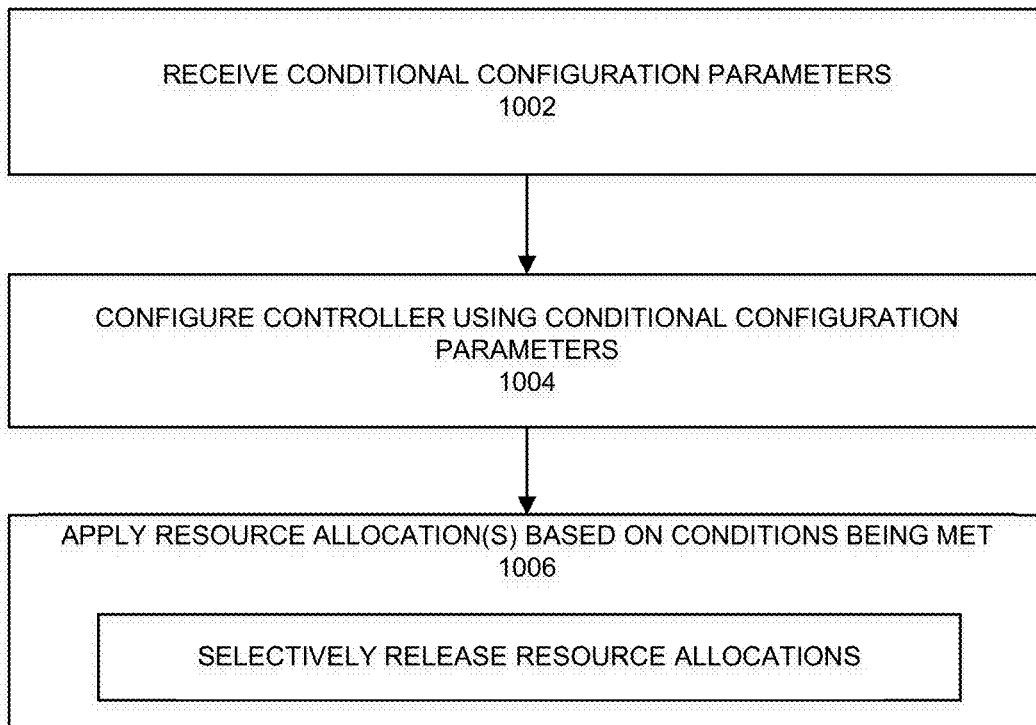 RECEIVE CONDITIONAL CONFIGURATION PARAMETERS
1002
CONFIGURE CONTROLLER USING CONDITIONAL CONFIGURATION
PARAMETERS
1004
APPLY RESOURCE ALLOCATION(S) BASED ON CONDITIONS BEING MET
1006
SELECTIVELY RELEASE RESOURCE ALLOCATIONS